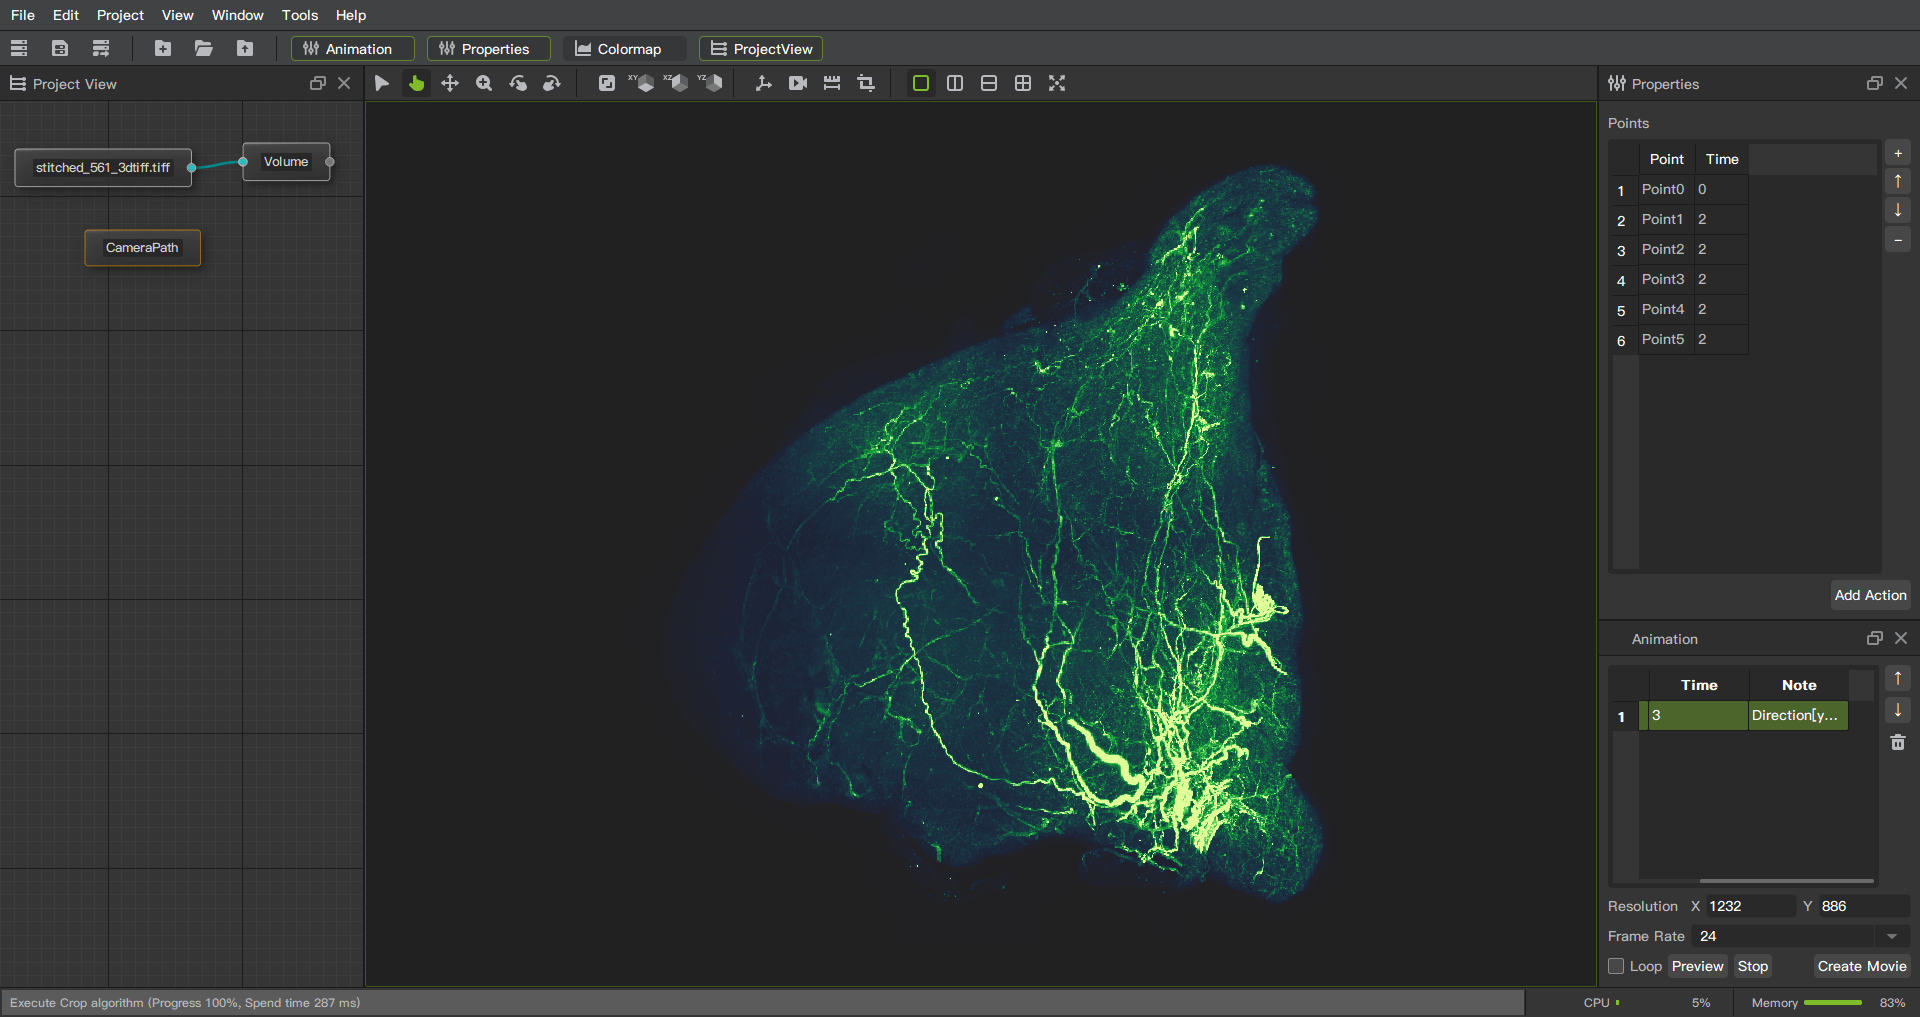 File Edit Project View Window Tools Help
Animation Properties Colormap ProjectView
Project View
XY XZ YZ
Properties
stitched_561_3dtiff.tiff
Volume
CameraPath
Points
Point Time
1 Point0 0
2 Point1 2
3 Point2 2
4 Point3 2
5 Point4 2
6 Point5 2
Add Action
Animation
Time Note
1 3 Direction[y...
Resolution X 1232 Y 886
Frame Rate 24
Loop Preview Stop Create Movie
Execute Crop algorithm (Progress 100%, Spend time 287 ms)
CPU 5% Memory 83%